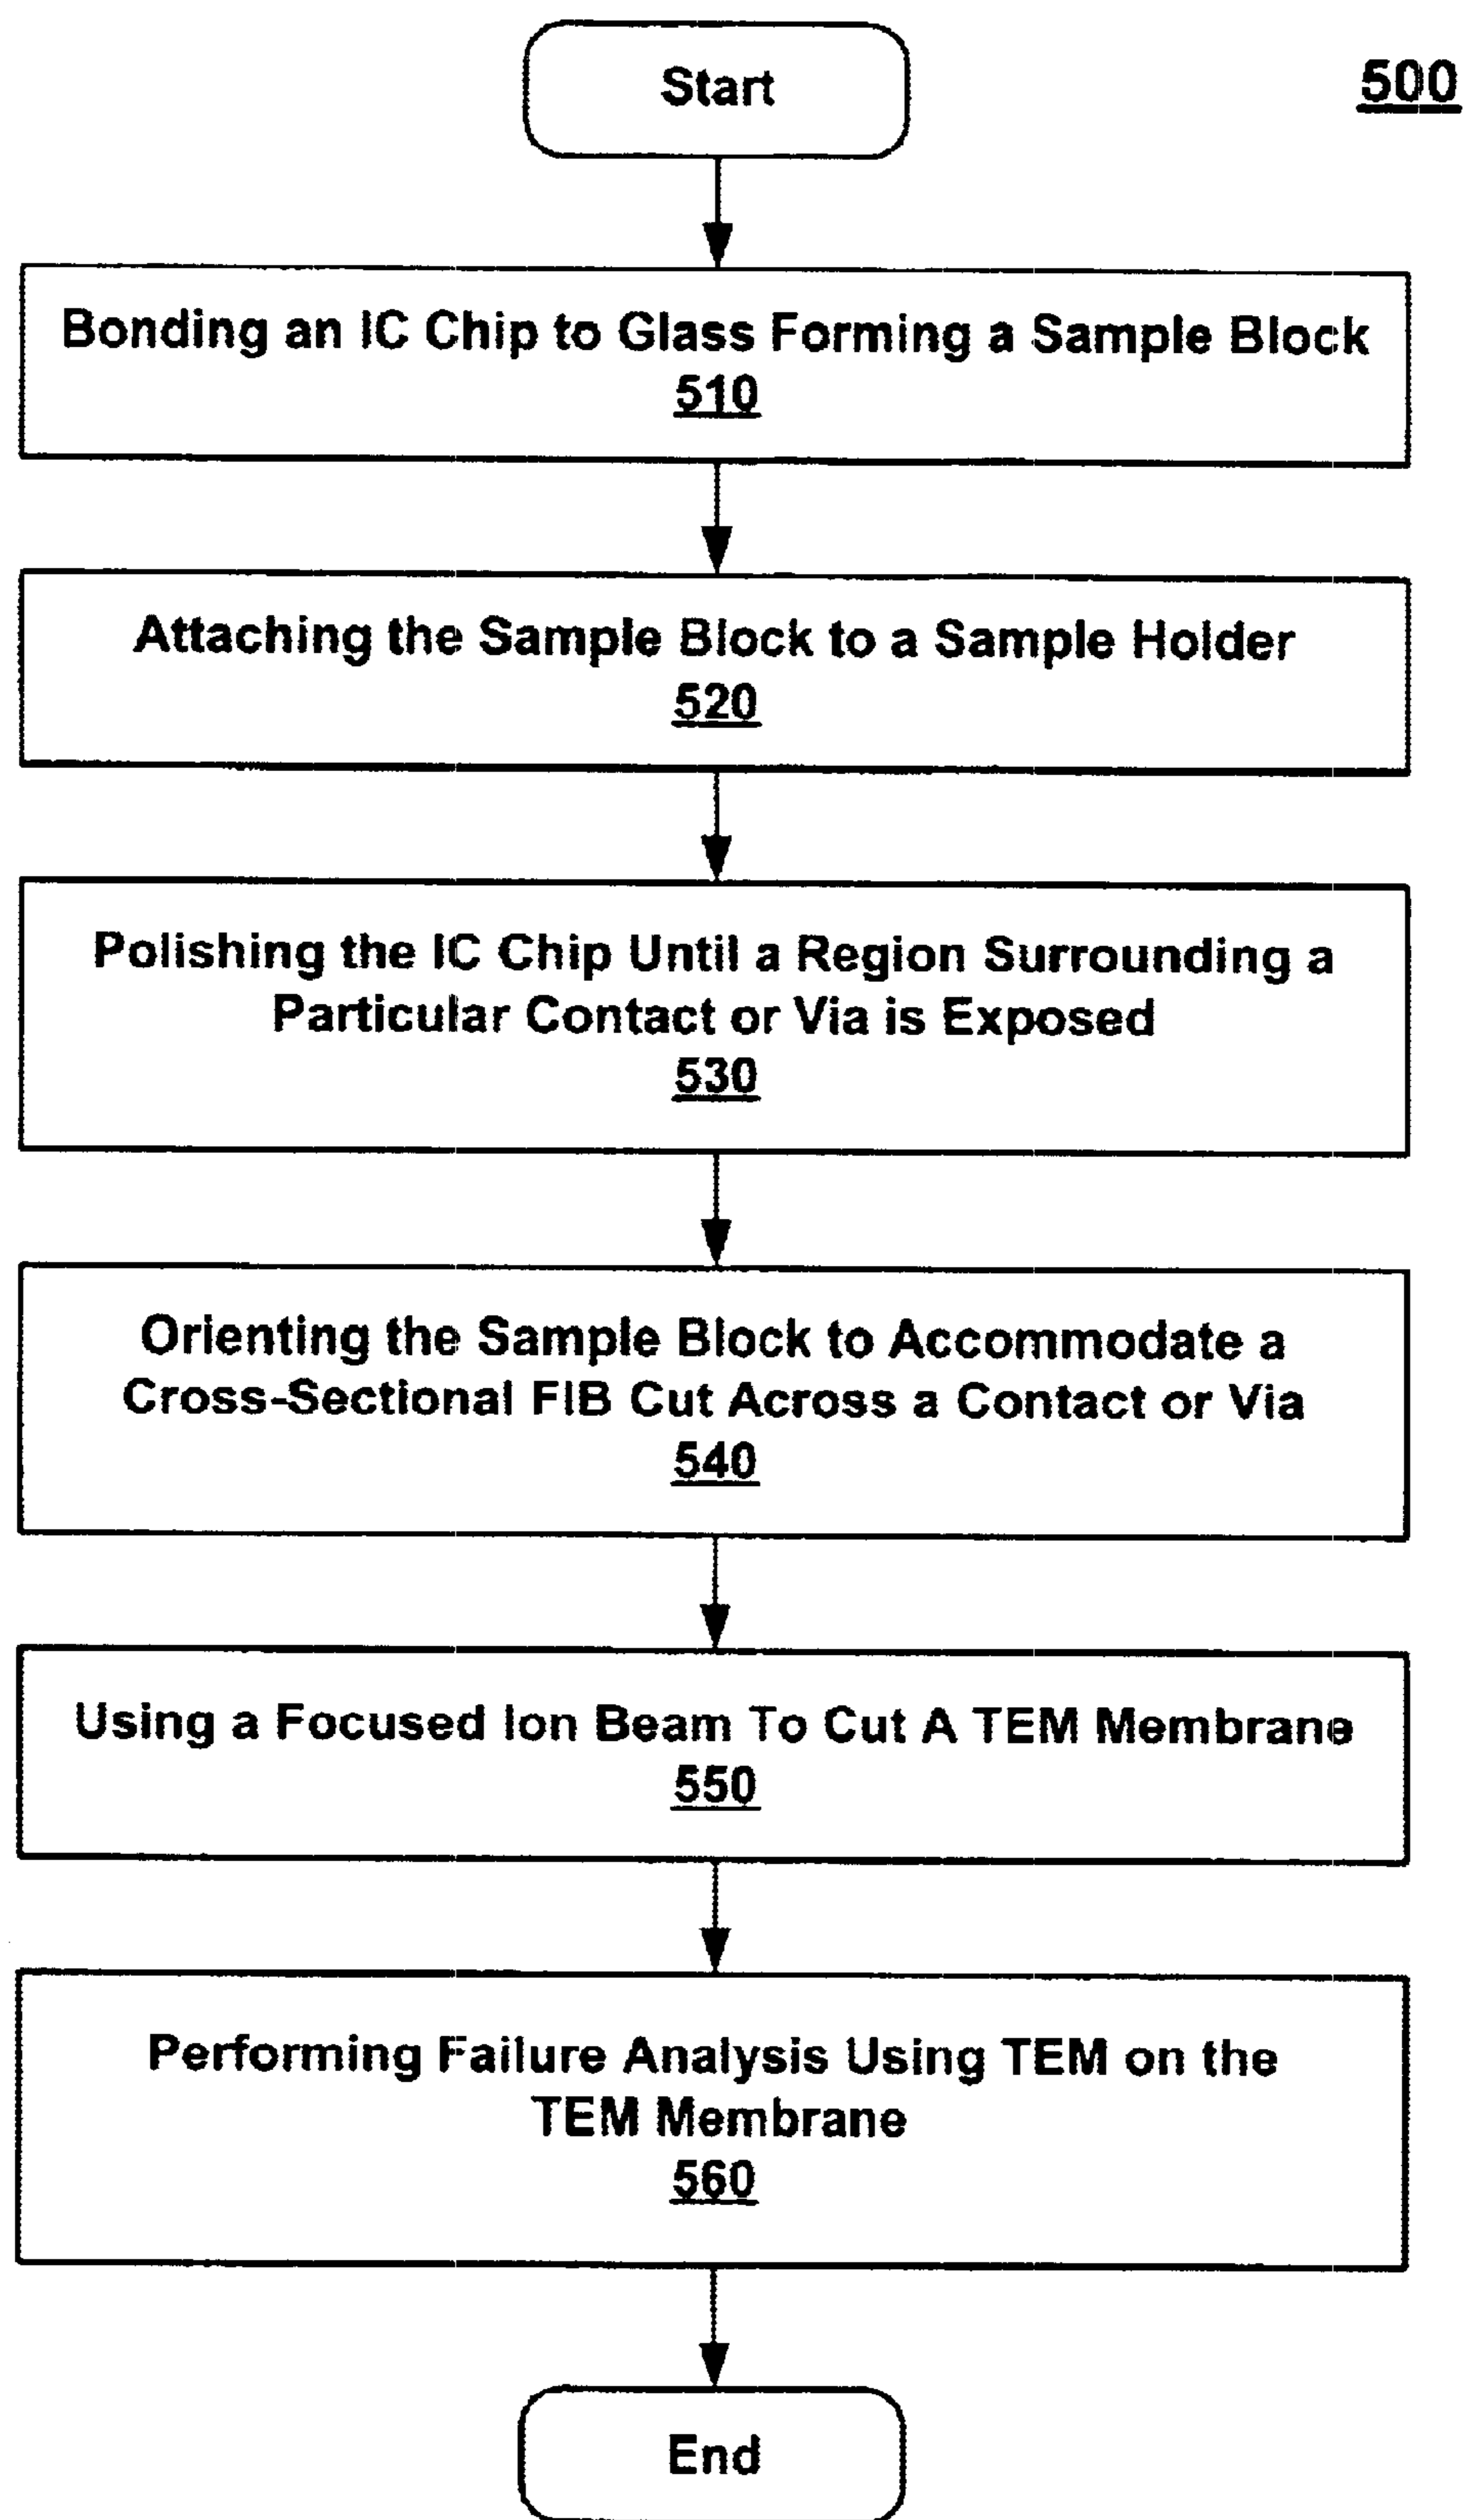 Start
500
Bonding an IC Chip to Glass Forming a Sample Block
510
Attaching the Sample Block to a Sample Holder
520
Polishing the IC Chip Until a Region Surrounding a
Particular Contact or Via is Exposed
530
Orienting the Sample Block to Accommodate a
Cross-Sectional FIB Cut Across a Contact or Via
540
Using a Focused Ion Beam To Cut A TEM Membrane
550
Performing Failure Analysis Using TEM on the
TEM Membrane
560
End